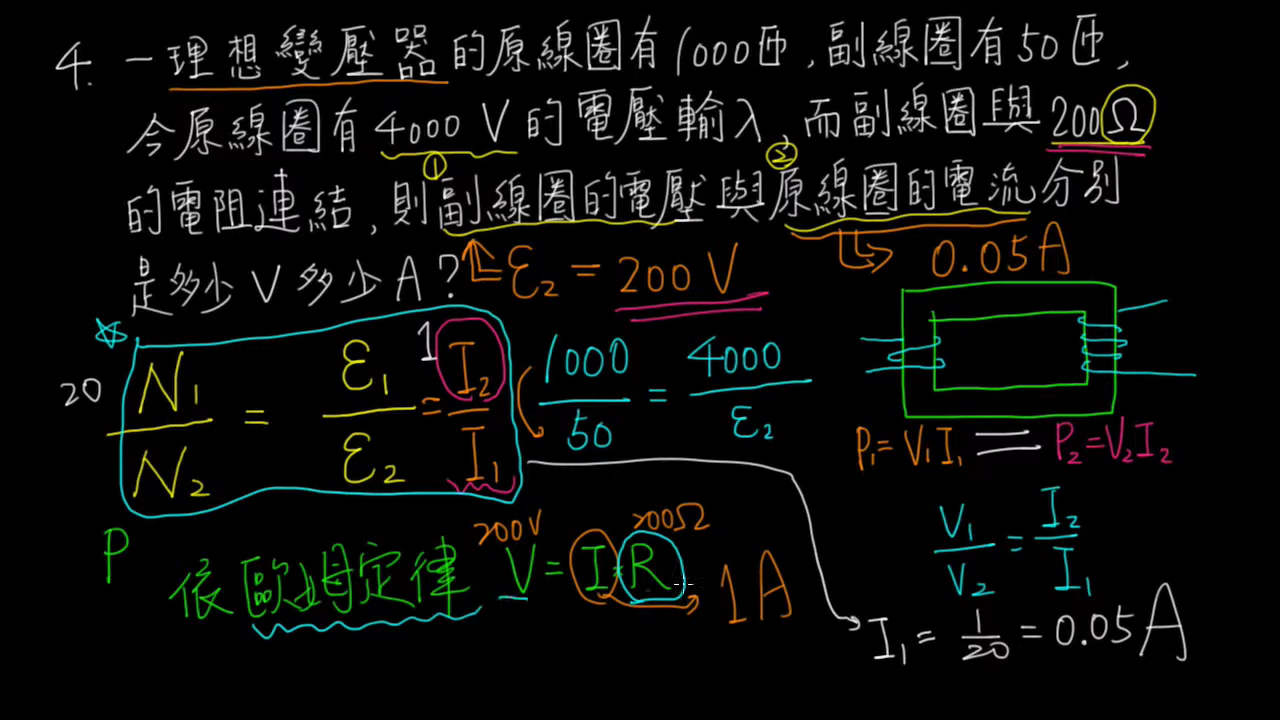 4. 一理想變壓器的原線圈有1000匝,副線圈有50匝,
今原線圈有4000 V的電壓輸入,而副線圈與200Ω
① ②
的電阻連結,則副線圈的電壓與原線圈的電流分別
是多少V多少A?
ε2 = 200 V
0.05A
20
N1/N2 = ε1/ε2 = I2/I1
1
1000/50 = 4000/ε2
P1=V1I1 = P2=V2I2
V1/V2 = I2/I1
P
200V 200Ω
依歐姆定律 V = I·R
1A
I1 = 1/20 = 0.05A